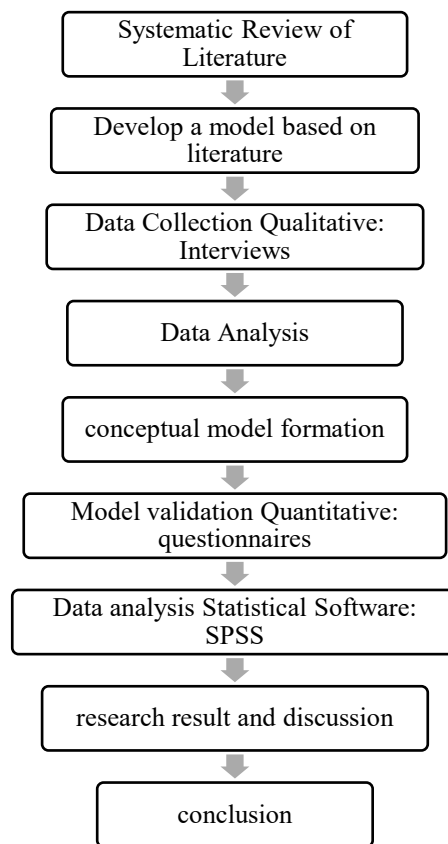 Systematic Review of
Literature
Develop a model based on
literature
Data Collection Qualitative:
Interviews
Data Analysis
conceptual model formation
Model validation Quantitative:
questionnaires
Data analysis Statistical Software:
SPSS
research result and discussion
conclusion